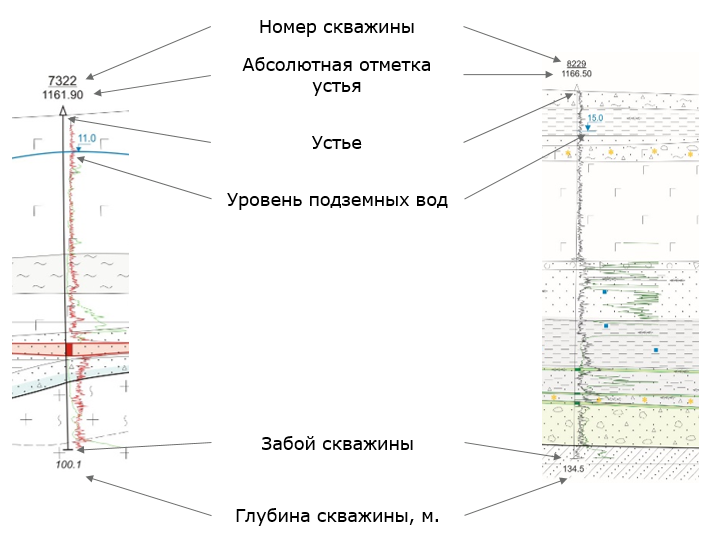 Номер скважины
Абсолютная отметка
устья
7322
1161.90
8229
1166.50
Устье
11.0
15.0
Уровень подземных вод
Забой скважины
100.1
134.5
Глубина скважины, м.